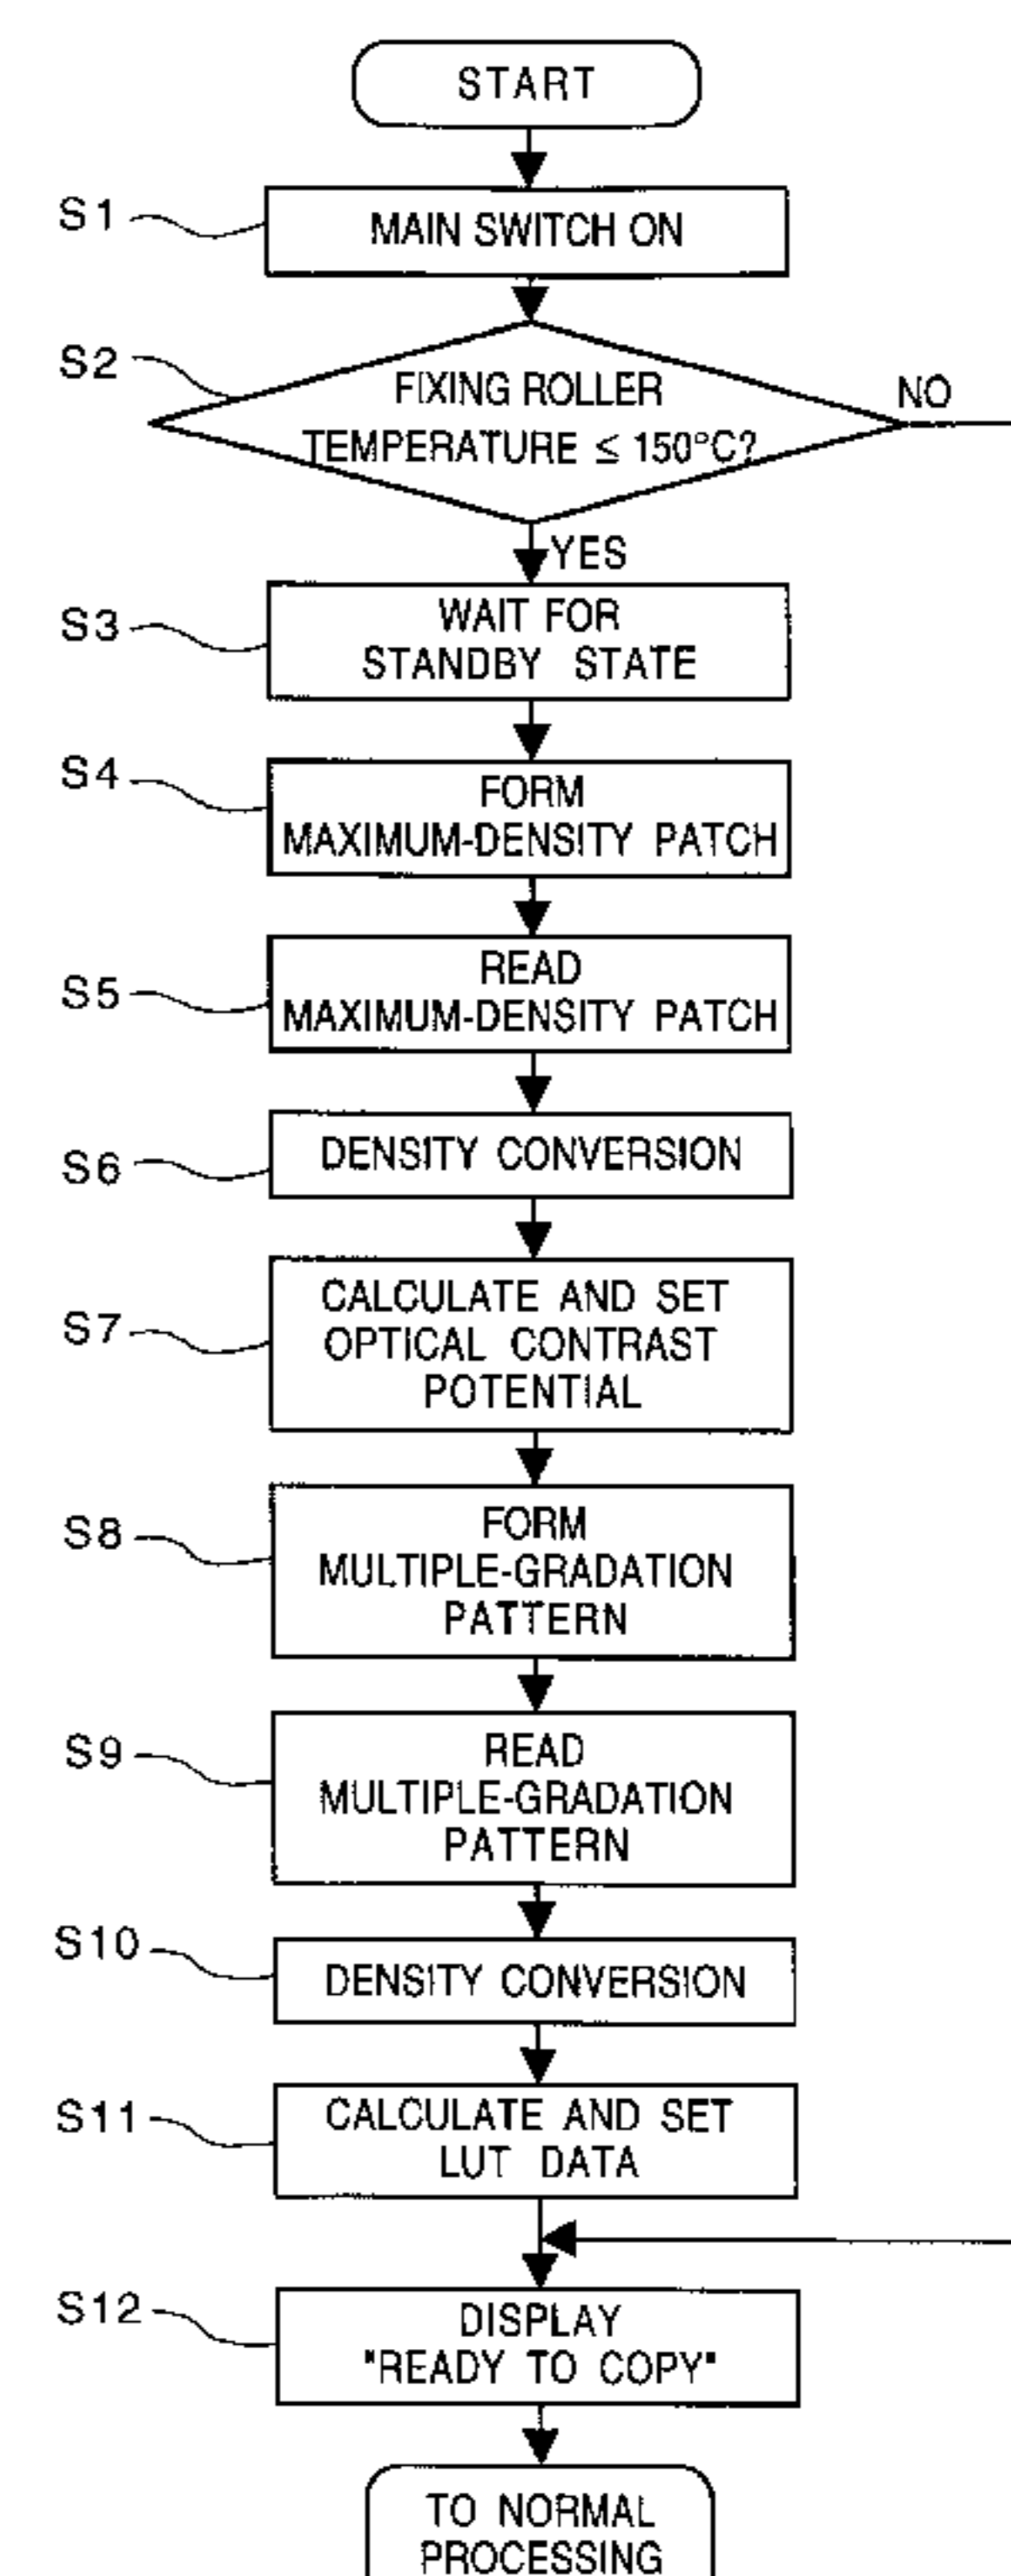 START
S1
MAIN SWITCH ON
S2
FIXING ROLLER
TEMPERATURE ≤ 150°C?
NO
YES
S3
WAIT FOR
STANDBY STATE
S4
FORM
MAXIMUM-DENSITY PATCH
S5
READ
MAXIMUM-DENSITY PATCH
S6
DENSITY CONVERSION
S7
CALCULATE AND SET
OPTICAL CONTRAST
POTENTIAL
S8
FORM
MULTIPLE-GRADATION
PATTERN
S9
READ
MULTIPLE-GRADATION
PATTERN
S10
DENSITY CONVERSION
S11
CALCULATE AND SET
LUT DATA
S12
DISPLAY
"READY TO COPY"
TO NORMAL
PROCESSING